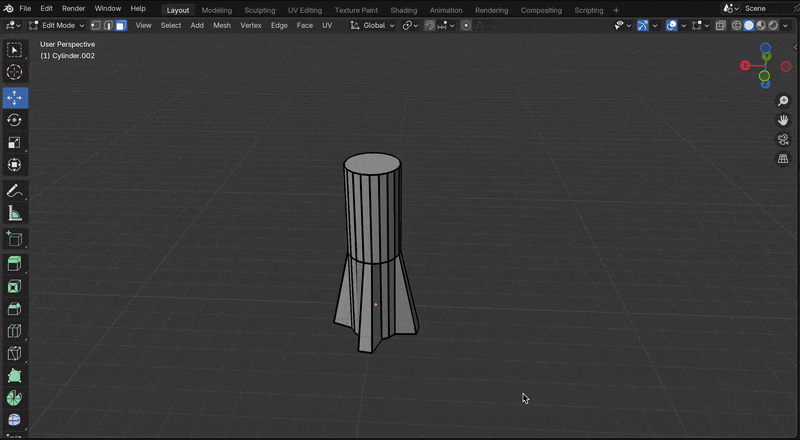 File Edit Render Window Help Layout Modeling Sculpting UV Editing Texture Paint Shading Animation Rendering Compositing Scripting + Scene
Edit Mode View Select Add Mesh Vertex Edge Face UV Global
User Perspective
(1) Cylinder.002
X
Y
Z